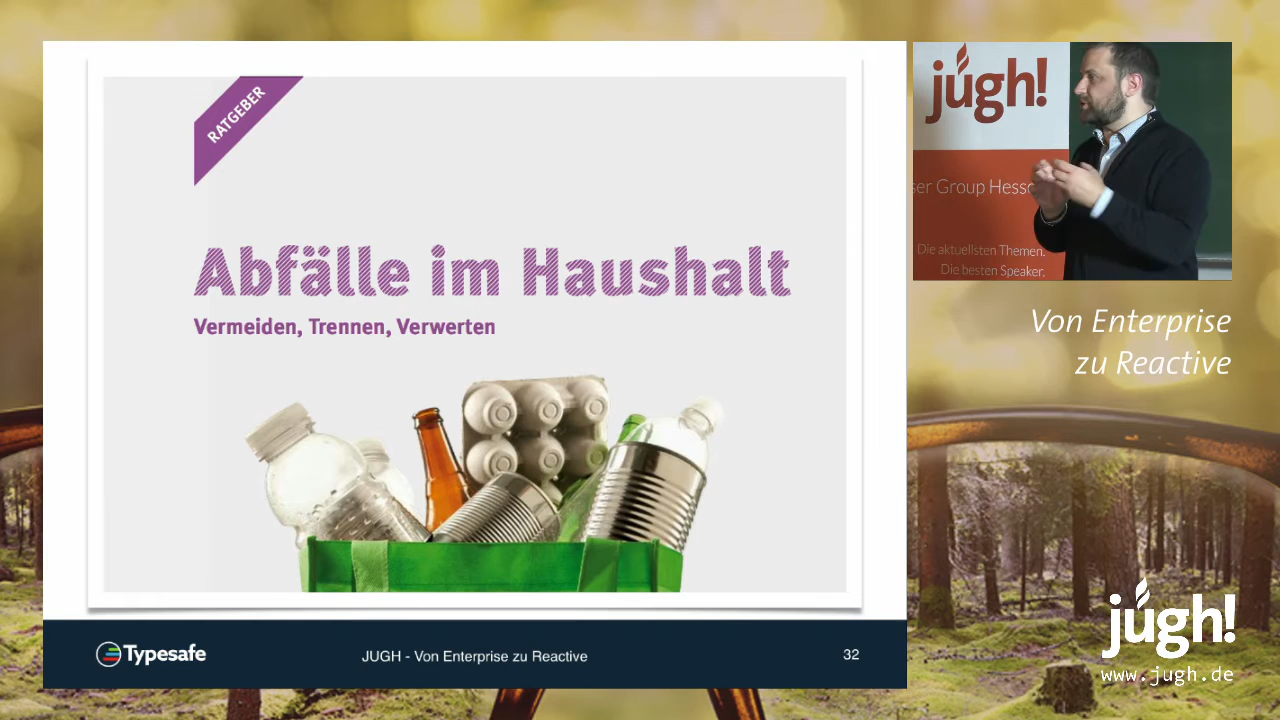 RATGEBER
Abfälle im Haushalt
Vermeiden, Trennen, Verwerten
Typesafe
JUGH - Von Enterprise zu Reactive
32
jugh!
ser Group Hess
Die aktuellsten Themen.
Die besten Speaker.
Von Enterprise
zu Reactive
jugh!
www.jugh.de